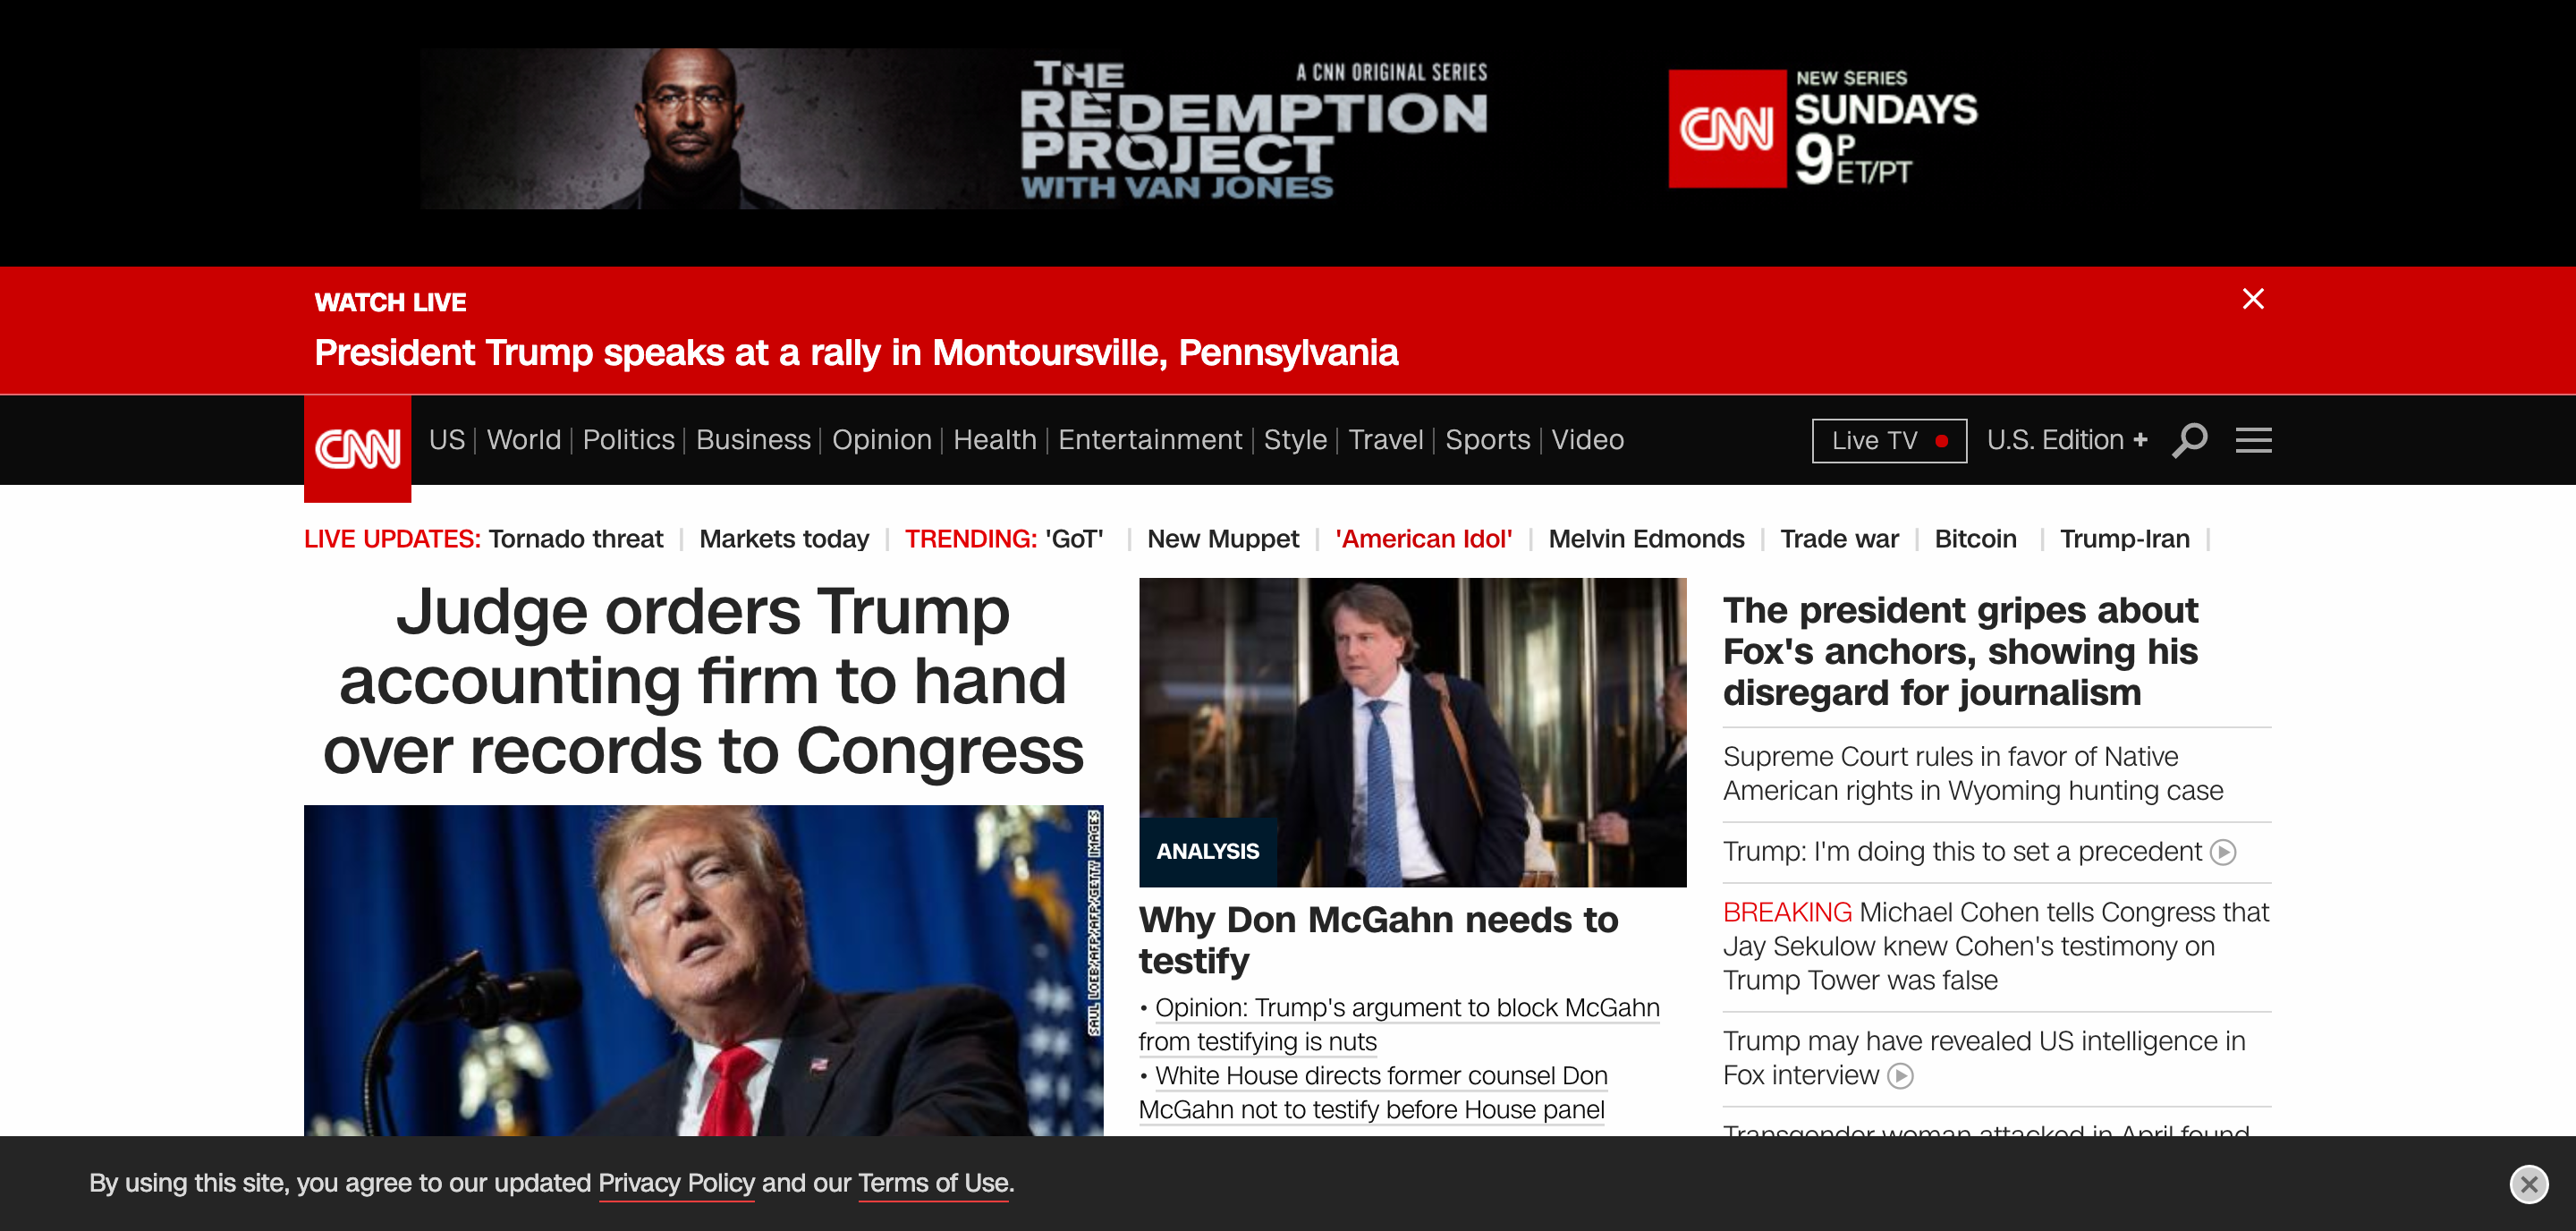 THE
REDEMPTION
PROJECT
WITH VAN JONES
A CNN ORIGINAL SERIES
CNN
NEW SERIES
SUNDAYS
9P
ET/PT
WATCH LIVE
President Trump speaks at a rally in Montoursville, Pennsylvania
CNN
US World Politics Business Opinion Health Entertainment Style Travel Sports Video
Live TV
U.S. Edition +
LIVE UPDATES: Tornado threat Markets today TRENDING: 'GoT' New Muppet 'American Idol' Melvin Edmonds Trade war Bitcoin Trump-Iran
Judge orders Trump
accounting firm to hand
over records to Congress
SAUL LOEB/AFP/AFP/GETTY IMAGES
ANALYSIS
Why Don McGahn needs to
testify
• Opinion: Trump's argument to block McGahn
from testifying is nuts
• White House directs former counsel Don
McGahn not to testify before House panel
The president gripes about
Fox's anchors, showing his
disregard for journalism
Supreme Court rules in favor of Native
American rights in Wyoming hunting case
Trump: I'm doing this to set a precedent
BREAKING Michael Cohen tells Congress that
Jay Sekulow knew Cohen's testimony on
Trump Tower was false
Trump may have revealed US intelligence in
Fox interview
Transgender woman attacked in April found
By using this site, you agree to our updated Privacy Policy and our Terms of Use.